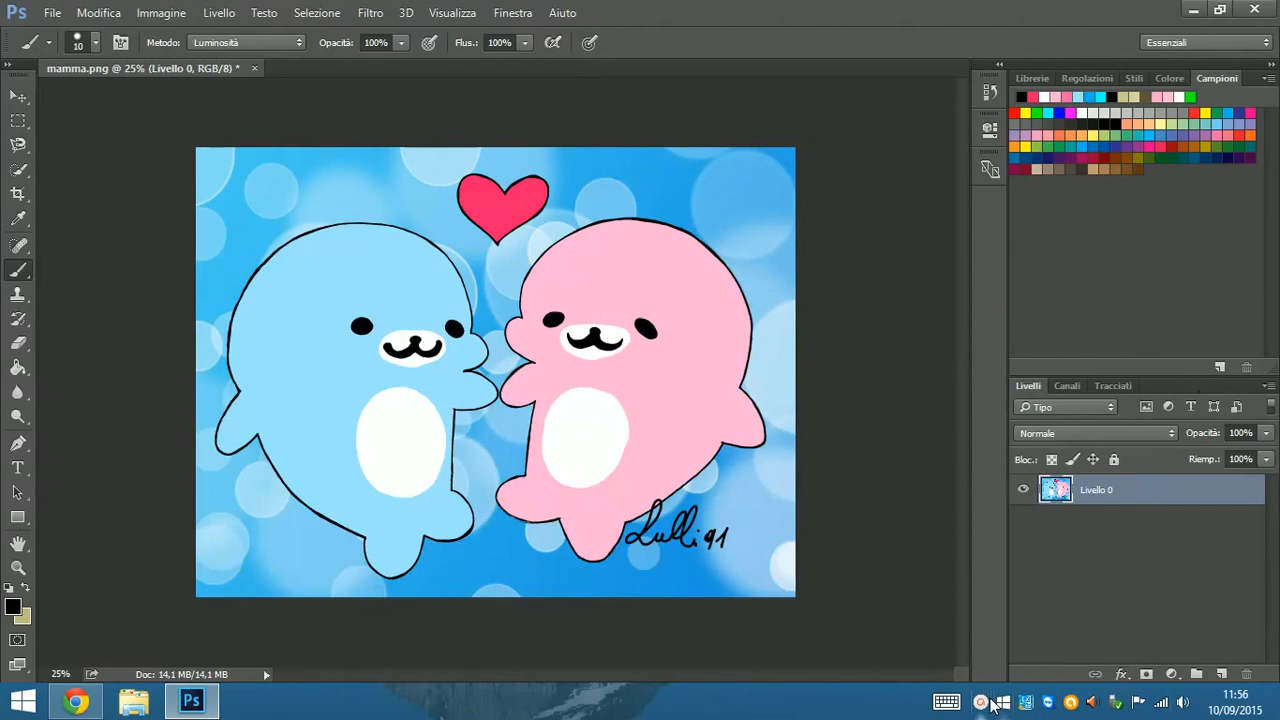 Ps File Modifica Immagine Livello Testo Selezione Filtro 3D Visualizza Finestra Aiuto
10 Metodo: Luminosità Opacità: 100% Flus.: 100% Essenziali
mamma.png @ 25% (Livello 0, RGB/8) *
Librerie Regolazioni Stili Colore Campioni
Livelli Canali Tracciati
Tipo
Normale Opacità: 100%
Bloc.: Riemp.: 100%
Livello 0
Lulli 91
25% Doc: 14,1 MB/14,1 MB
Ps 11:56
10/09/2015